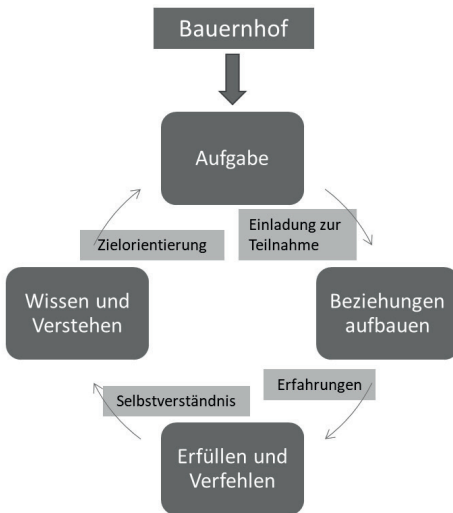 Bauernhof
Aufgabe
Einladung zur
Teilnahme
Zielorientierung
Wissen und
Verstehen
Beziehungen
aufbauen
Erfahrungen
Selbstverständnis
Erfüllen und
Verfehlen